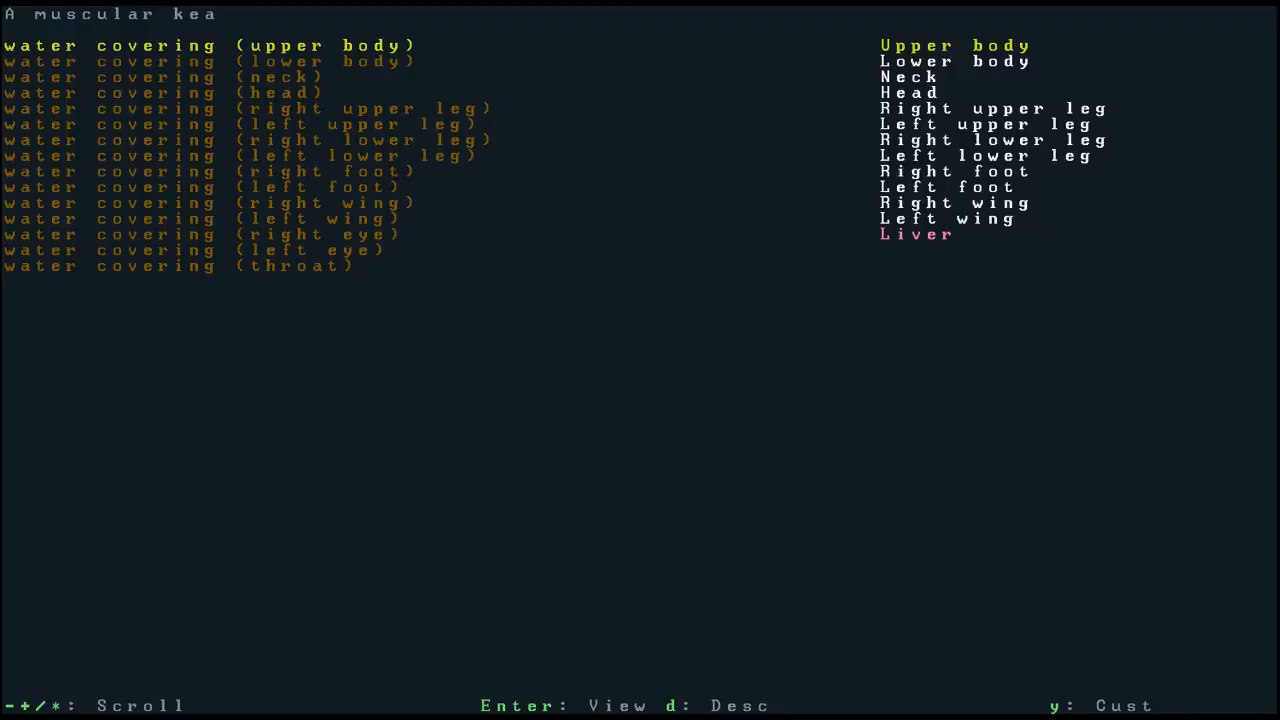 A muscular kea
water covering (upper body)
water covering (lower body)
water covering (neck)
water covering (head)
water covering (right upper leg)
water covering (left upper leg)
water covering (right lower leg)
water covering (left lower leg)
water covering (right foot)
water covering (left foot)
water covering (right wing)
water covering (left wing)
water covering (right eye)
water covering (left eye)
water covering (throat)
Upper body
Lower body
Neck
Head
Right upper leg
Left upper leg
Right lower leg
Left lower leg
Right foot
Left foot
Right wing
Left wing
Liver
-+/*: Scroll Enter: View d: Desc y: Cust